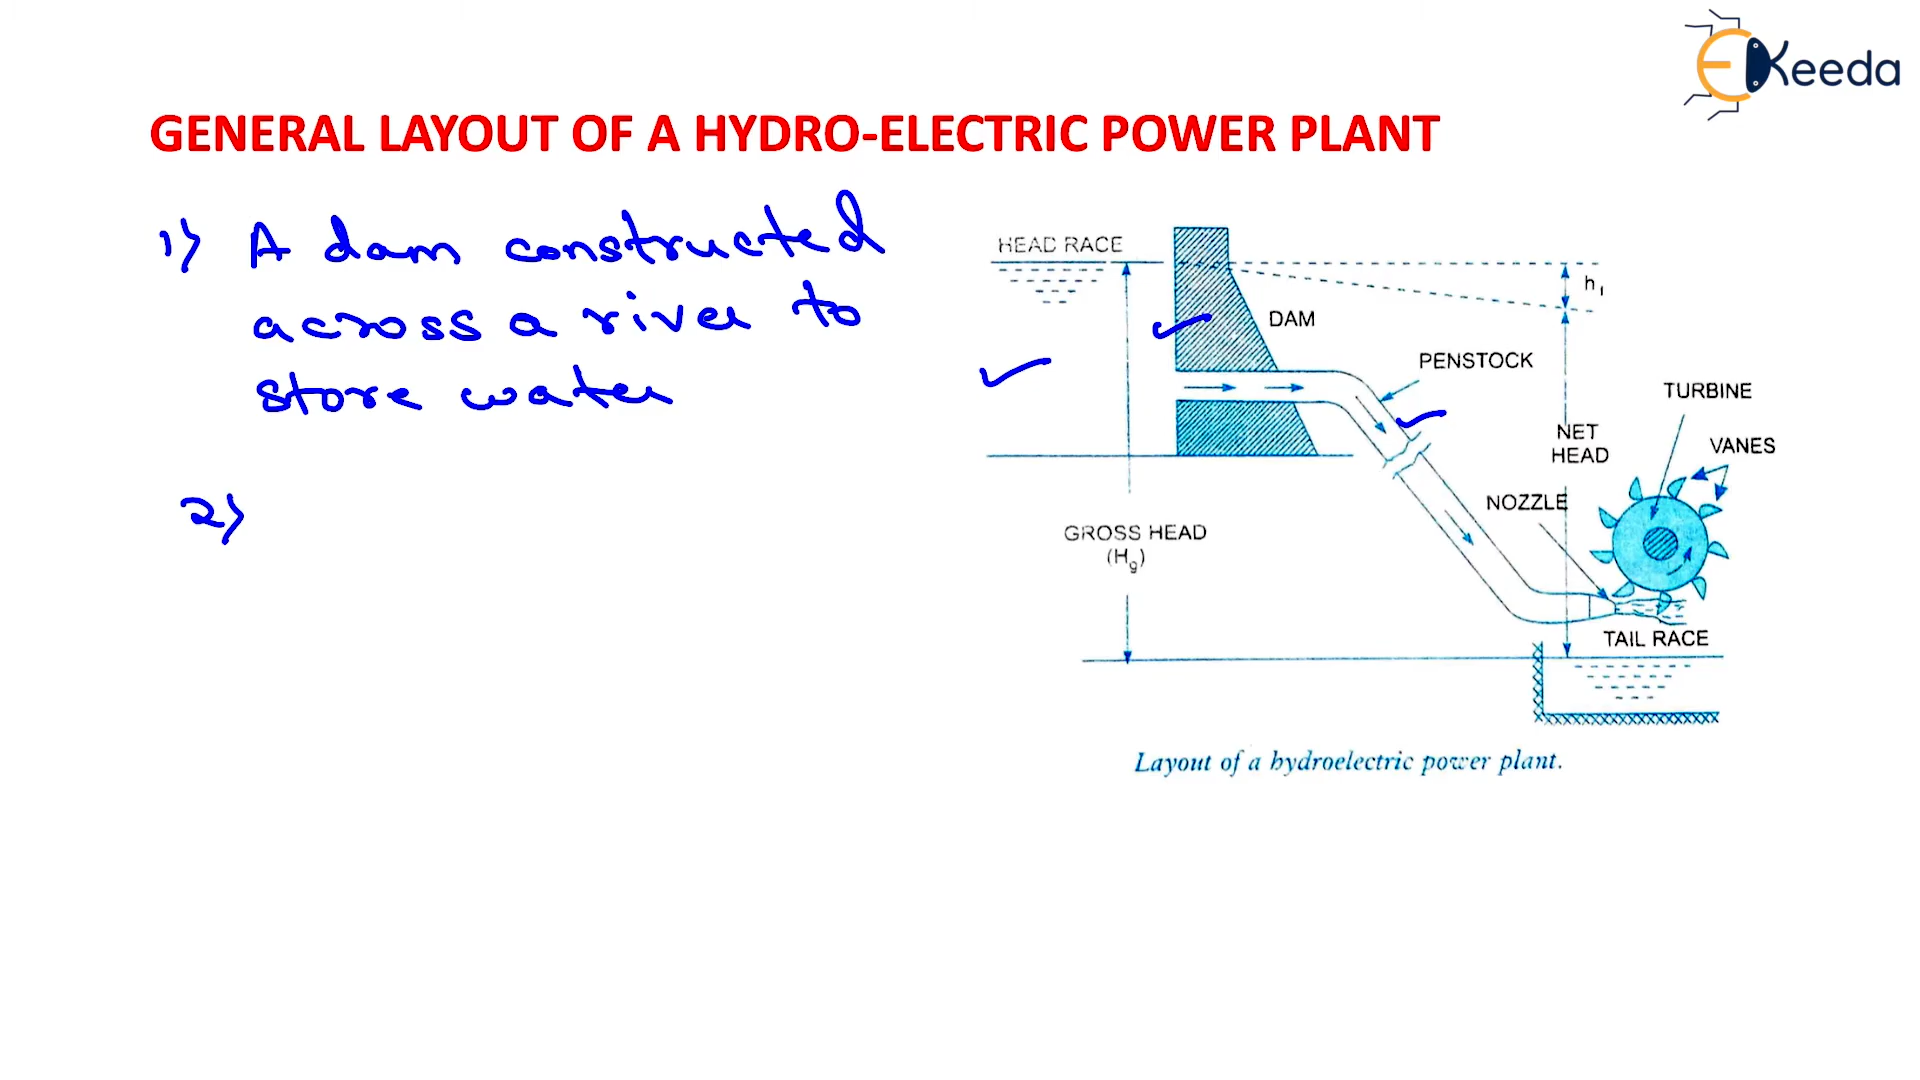 EKeeda
GENERAL LAYOUT OF A HYDRO-ELECTRIC POWER PLANT
1) A dam constructed
across a river to
store water
2)
HEAD RACE
h₁
DAM
PENSTOCK
TURBINE
NET
HEAD
VANES
NOZZLE
GROSS HEAD
(Hg)
TAIL RACE
Layout of a hydroelectric power plant.